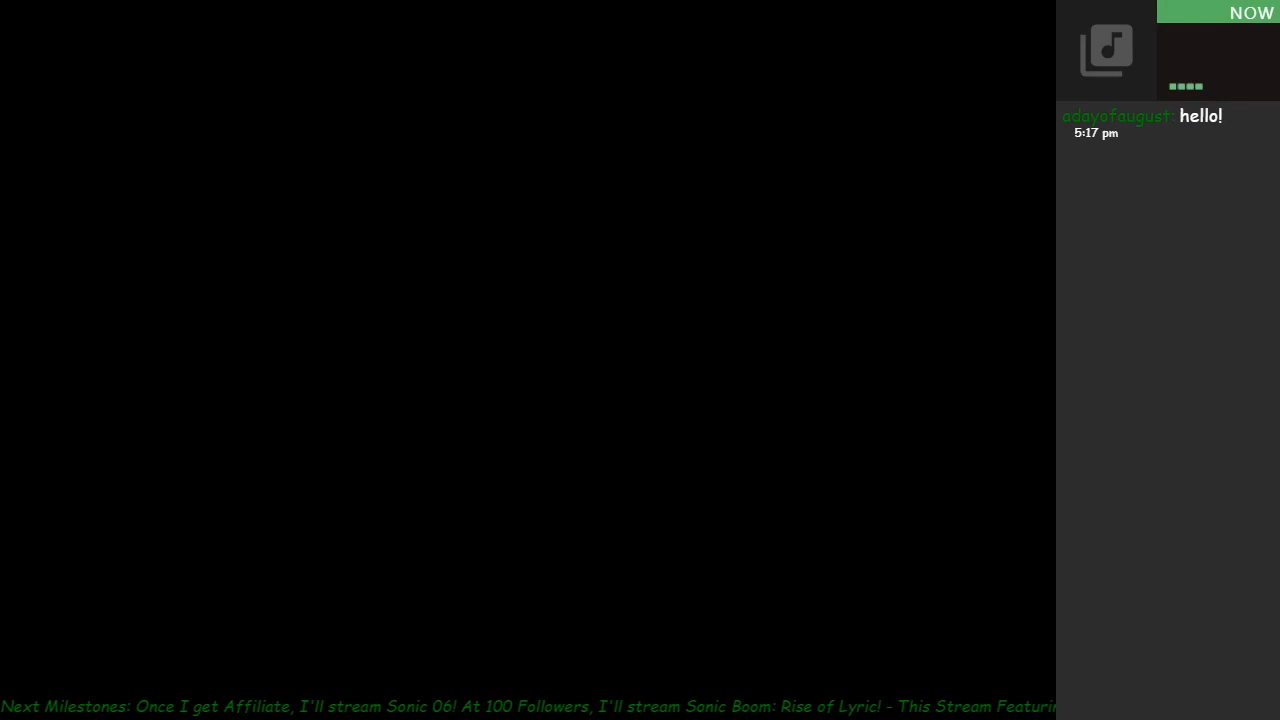 NOW
adayofaugust: hello!
5:17 pm
Next Milestones: Once I get Affiliate, I'll stream Sonic 06! At 100 Followers, I'll stream Sonic Boom: Rise of Lyric! - This Stream